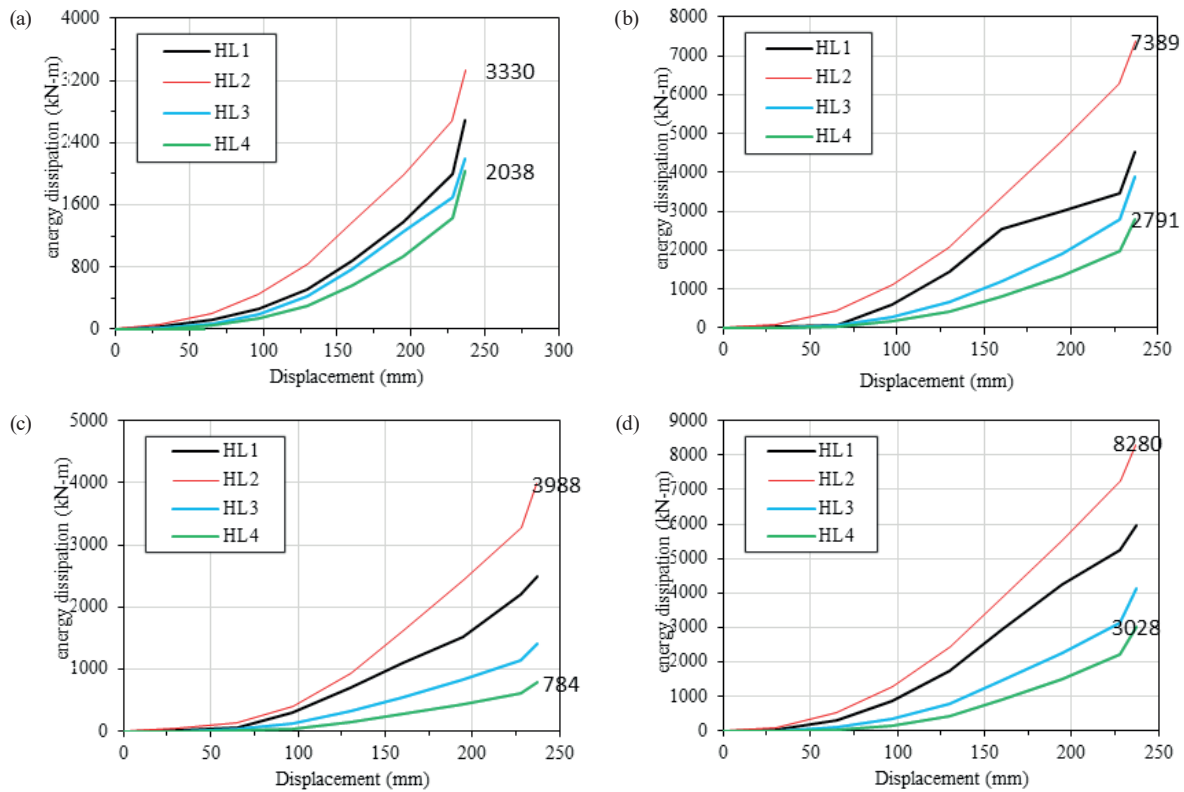 (a)
energy dissipation (kN-m)
4000
3200
2400
1600
800
0
HL1
HL2
HL3
HL4
3330
2038
0 50 100 150 200 250 300
Displacement (mm)
(b)
energy dissipation (kN-m)
8000
7000
6000
5000
4000
3000
2000
1000
0
HL1
HL2
HL3
HL4
7389
2791
0 50 100 150 200 250
Displacement (mm)
(c)
energy dissipation (kN-m)
5000
4000
3000
2000
1000
0
HL1
HL2
HL3
HL4
3988
784
0 50 100 150 200 250
Displacement (mm)
(d)
energy dissipation (kN-m)
9000
8000
7000
6000
5000
4000
3000
2000
1000
0
HL1
HL2
HL3
HL4
8280
3028
0 50 100 150 200 250
Displacement (mm)